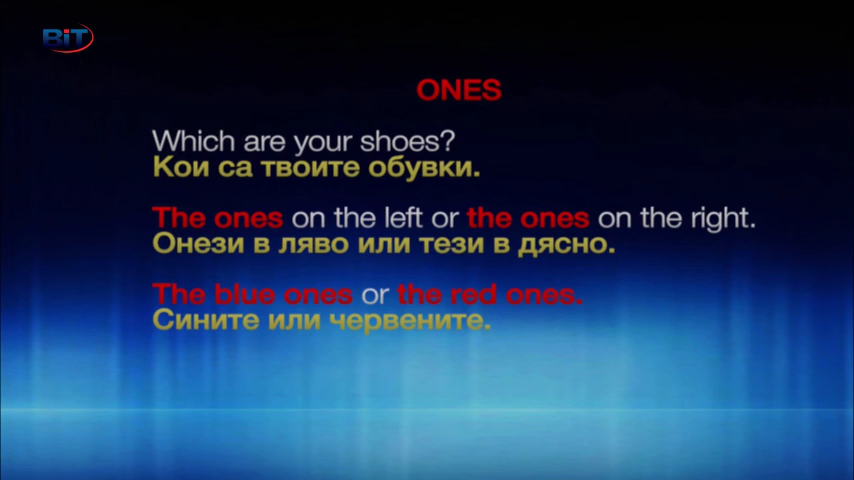 BiT
ONES
Which are your shoes?
Кои са твоите обувки.
The ones on the left or the ones on the right.
Онези в ляво или тези в дясно.
The blue ones or the red ones.
Сините или червените.